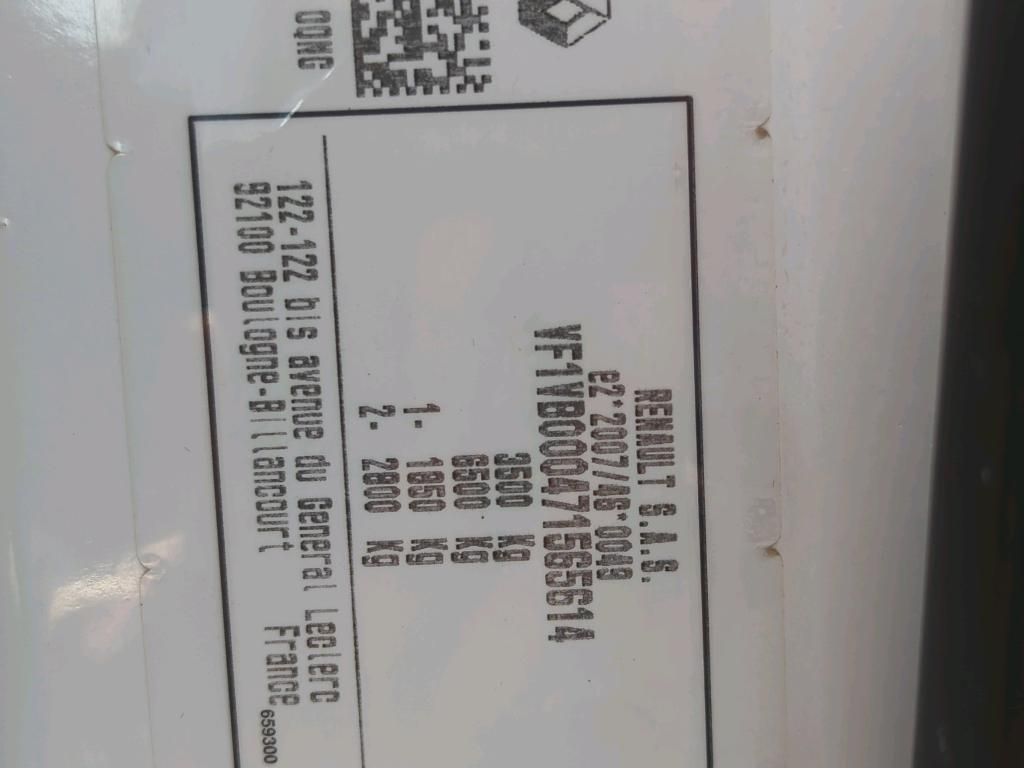 0QNG
RENAULT S.A.S.
e2*2007/46*0049
VF1VB000471565614
3500 kg
6500 kg
1- 1850 kg
2- 2800 kg
122-122 bis avenue du General Leclerc
92100 Boulogne-Billancourt France
659300